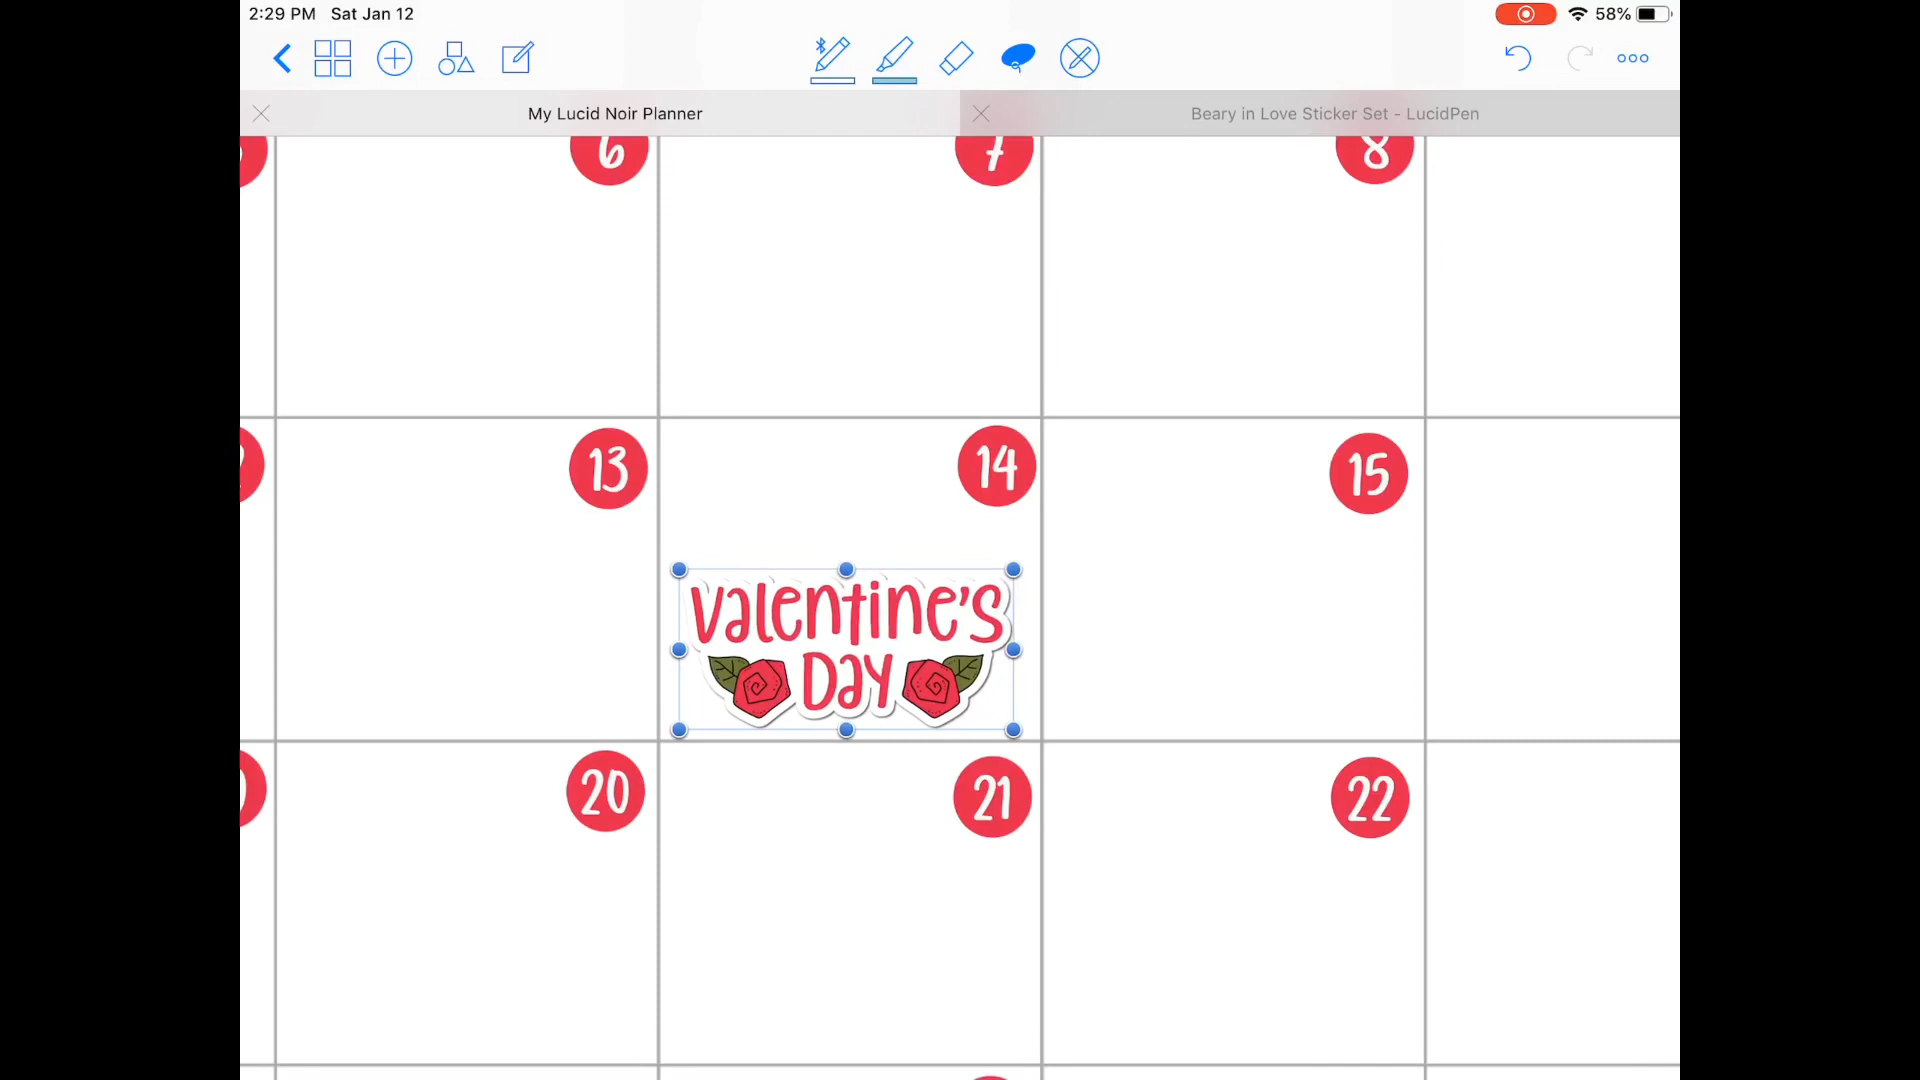 2:29 PM Sat Jan 12 58%
My Lucid Noir Planner Beary in Love Sticker Set - LucidPen
6 7 8
13 14 15
Valentine's
Day
20 21 22